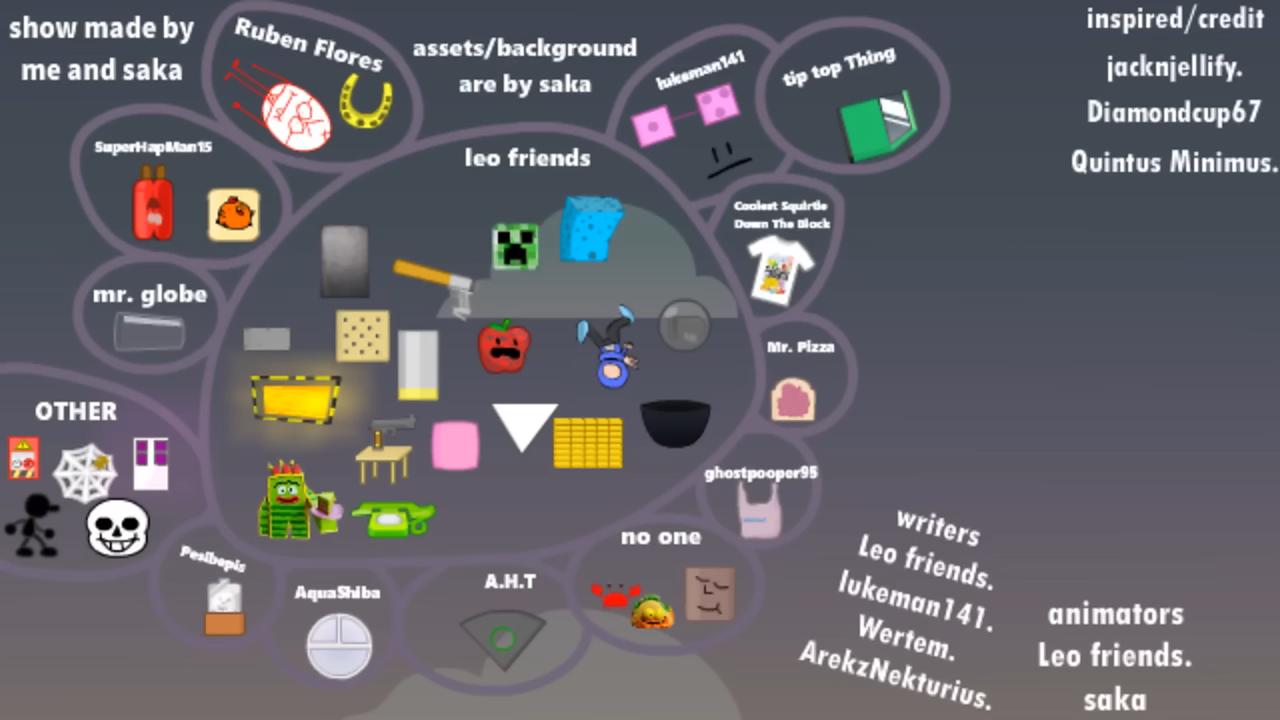 show made by
me and saka
Ruben Flores
assets/background
are by saka
lukeman141
tip top Thing
inspired/credit
jacknjellify.
Diamondcup67
Quintus Minimus.
SuperHapMan15
leo friends
Coolest Squirtle
Down The Block
mr. globe
Mr. Pizza
OTHER
ghostpooper95
no one
Pesibopis
AquaShiba
A.H.T
writers
Leo friends.
lukeman141.
Wertem.
ArekzNekturius.
animators
Leo friends.
saka